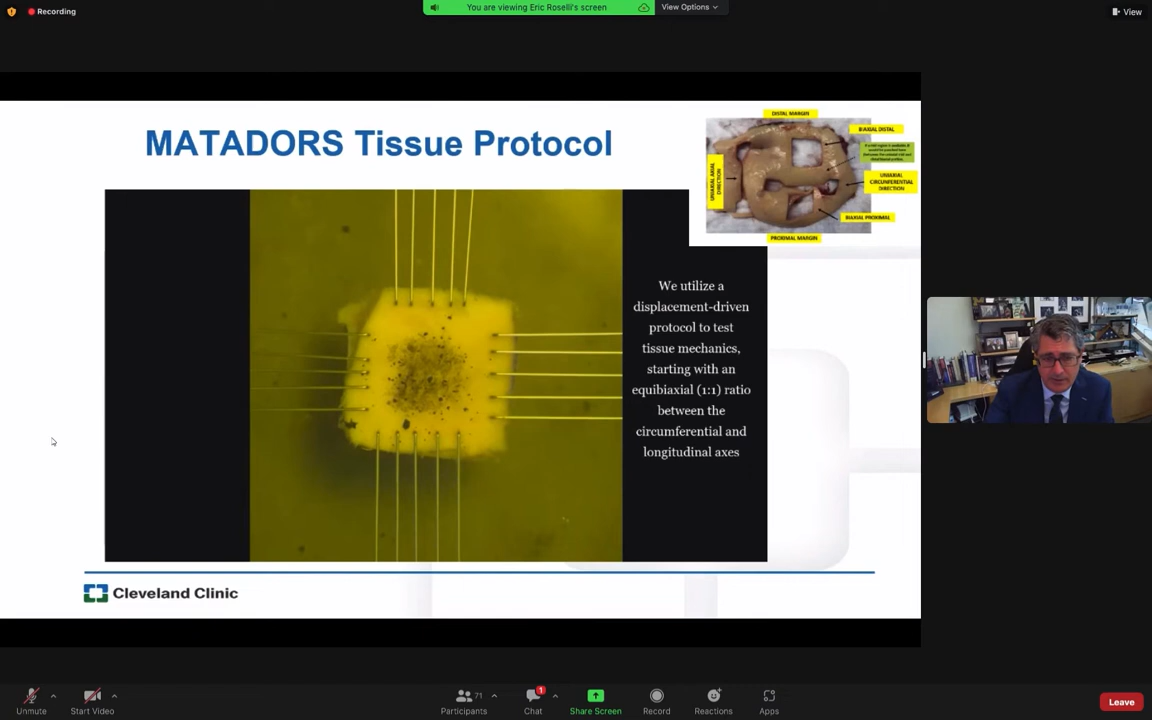 Recording
You are viewing Eric Roselli's screen
View Options
View
MATADORS Tissue Protocol
DISTAL MARGIN
BIAXIAL DISTAL
UNIAXIAL AXIAL
DIRECTION
UNIAXIAL
CIRCUMFERENTIAL
DIRECTION
BIAXIAL PROXIMAL
PROXIMAL MARGIN
We utilize a
displacement-driven
protocol to test
tissue mechanics,
starting with an
equibiaxial (1:1) ratio
between the
circumferential and
longitudinal axes
Cleveland Clinic
Unmute
Start Video
Participants
71
Chat
1
Share Screen
Record
Reactions
Apps
Leave